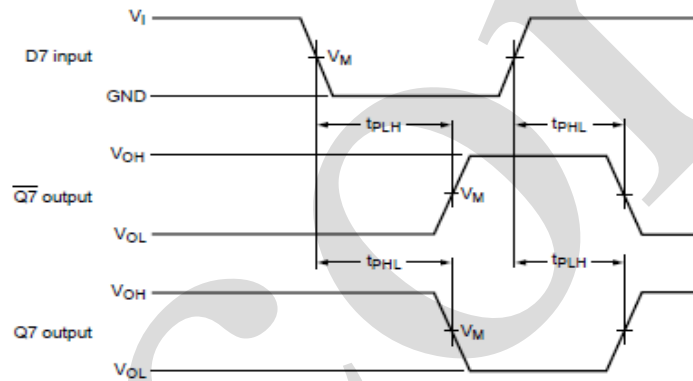 VI
D7 input
VM
GND
tPLH
tPHL
VOH
Q7 output
VM
VOL
tPHL
tPLH
VOH
Q7 output
VM
VOL